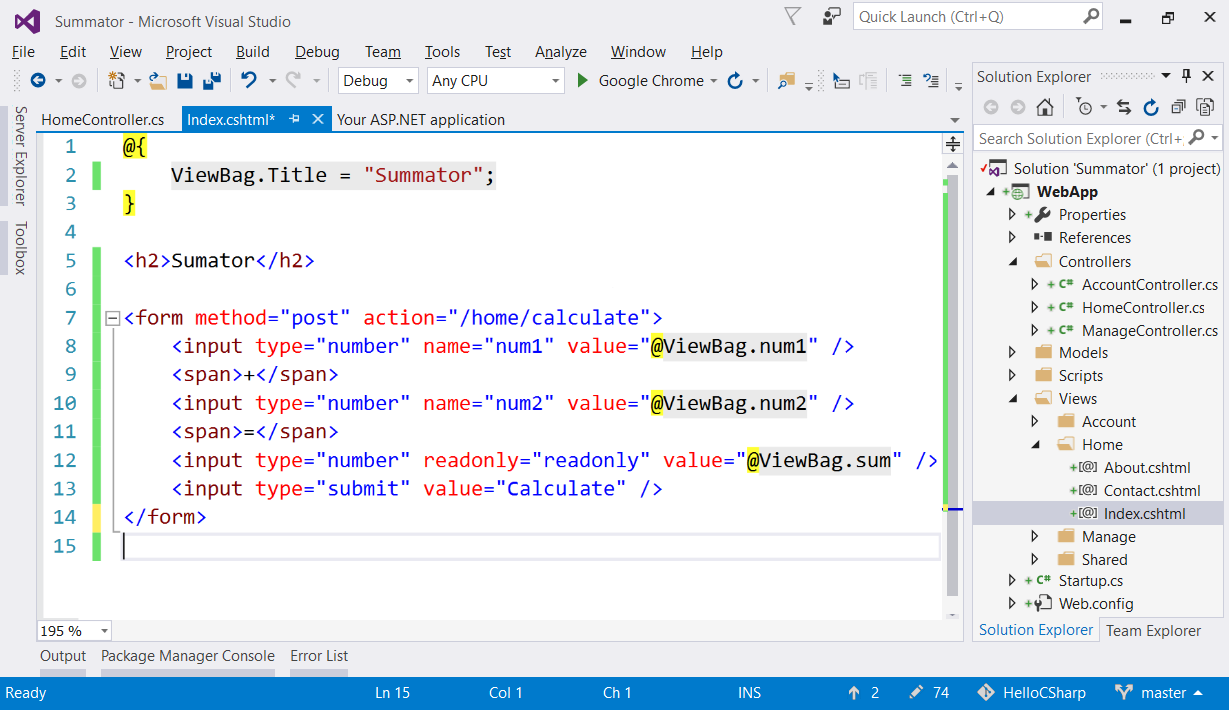 Summator - Microsoft Visual Studio
Quick Launch (Ctrl+Q)
File Edit View Project Build Debug Team Tools Test Analyze Window Help
Debug Any CPU Google Chrome
Server Explorer
Toolbox
HomeController.cs Index.cshtml* Your ASP.NET application
1 @{
2 ViewBag.Title = "Summator";
3 }
4
5 <h2>Sumator</h2>
6
7 <form method="post" action="/home/calculate">
8 <input type="number" name="num1" value="@ViewBag.num1" />
9 <span>+</span>
10 <input type="number" name="num2" value="@ViewBag.num2" />
11 <span>=</span>
12 <input type="number" readonly="readonly" value="@ViewBag.sum" />
13 <input type="submit" value="Calculate" />
14 </form>
15
195 %
Output Package Manager Console Error List
Solution Explorer
Search Solution Explorer (Ctrl+;
Solution 'Summator' (1 project)
WebApp
Properties
References
Controllers
C# AccountController.cs
C# HomeController.cs
C# ManageController.cs
Models
Scripts
Views
Account
Home
[@] About.cshtml
[@] Contact.cshtml
[@] Index.cshtml
Manage
Shared
C# Startup.cs
Web.config
Solution Explorer Team Explorer
Ready Ln 15 Col 1 Ch 1 INS 2 74 HelloCSharp master